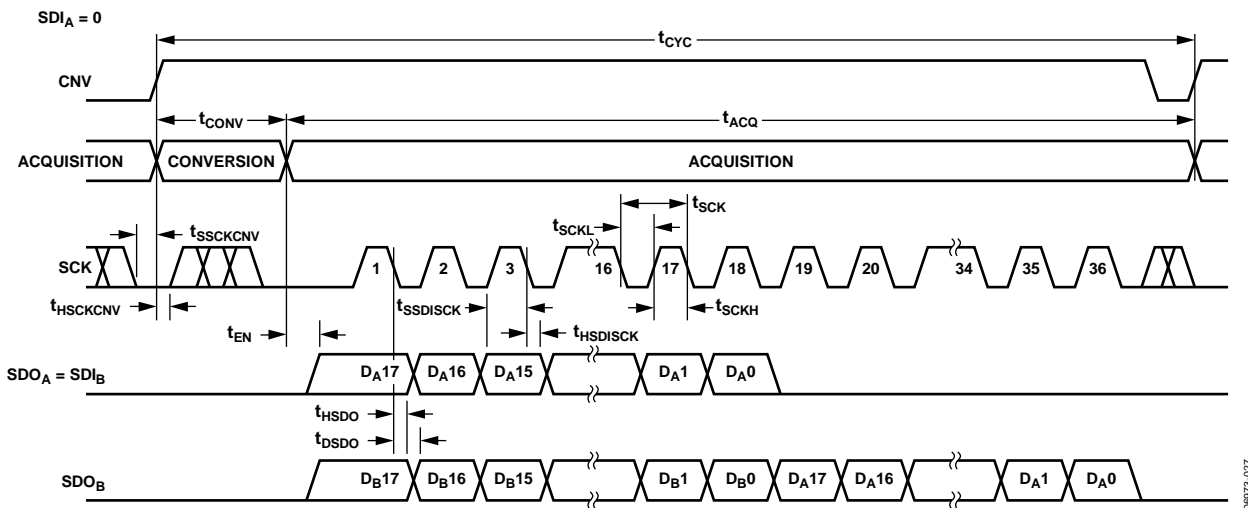 SDIA = 0
tCYC
CNV
tCONV
tACQ
ACQUISITION CONVERSION ACQUISITION
tSCK
tSCKL
tSSCKCNV
SCK 1 2 3 16 17 18 19 20 34 35 36
tHSCKCNV
tSSDISCK
tSCKH
tEN
tHSDISCK
SDOA = SDIB DA17 DA16 DA15 DA1 DA0
tHSDO
tDSDO
SDOB DB17 DB16 DB15 DB1 DB0 DA17 DA16 DA1 DA0
06973-027